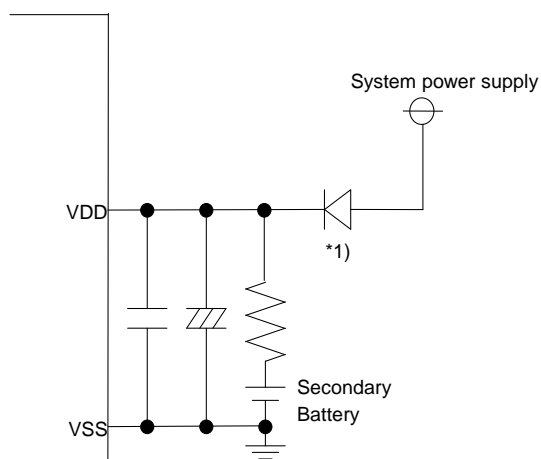 System power supply
VDD
*1)
Secondary
Battery
VSS